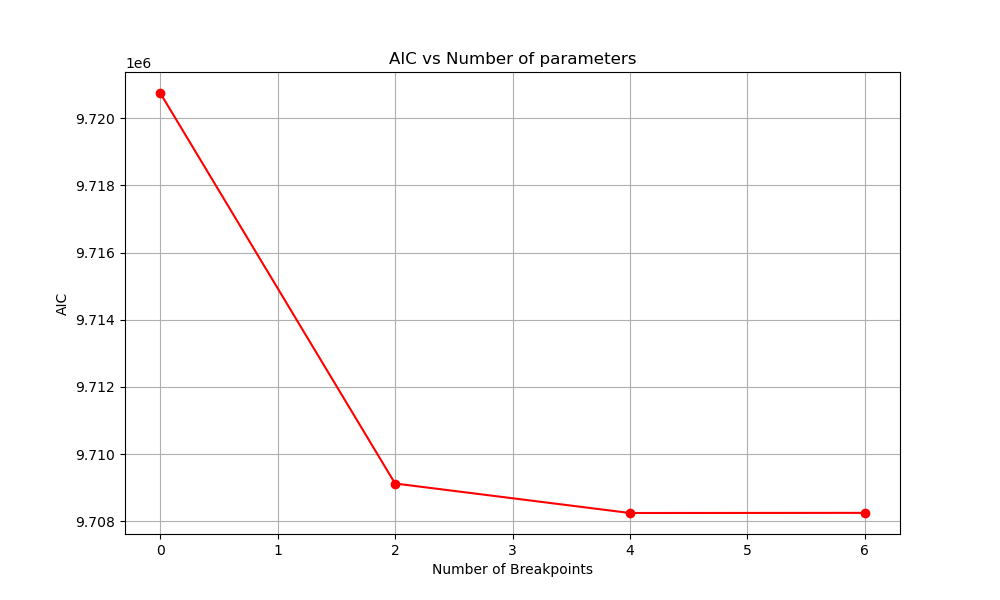 AIC vs Number of parameters
1e6
9.720
9.718
9.716
9.714
9.712
9.710
9.708
AIC
0 1 2 3 4 5 6
Number of Breakpoints